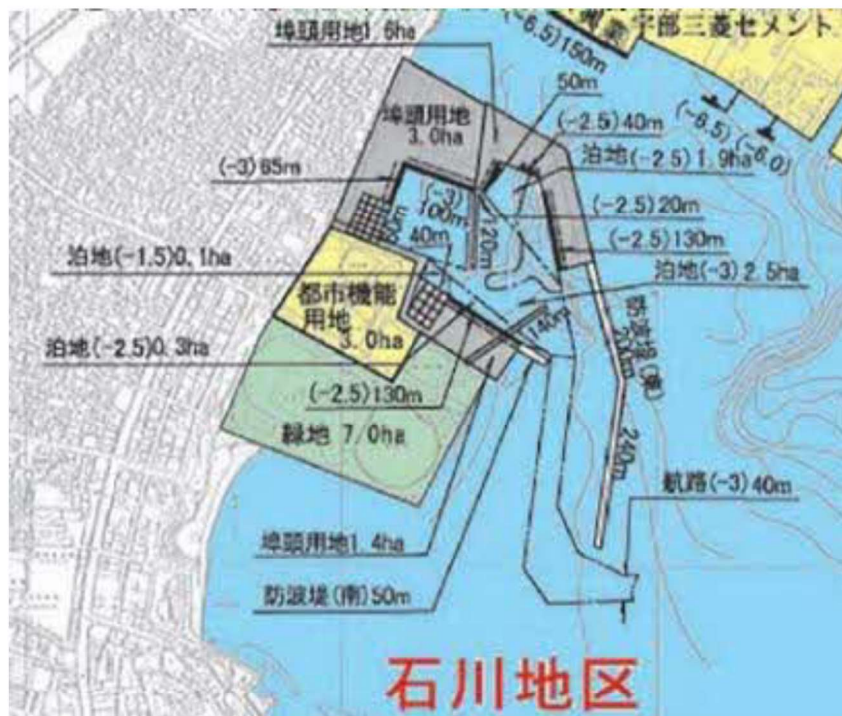 埠頭用地1.6ha
(-6.5)150m
宇部三菱セメント
50m
埠頭用地
3.0ha
(-2.5)40m
(-6.5)
(-6.0)
泊地(-2.5)1.9ha
(-3)65m
(-3)
100m
(-2.5)20m
40m
120m
(-2.5)130m
泊地(-1.5)0.1ha
泊地(-3)2.5ha
都市機能
用地
3.0ha
140m
防波堤(東)
泊地(-2.5)0.3ha
(-2.5)130m
緑地 7.0ha
240m
航路(-3)40m
埠頭用地1.4ha
防波堤(南)50m
石川地区